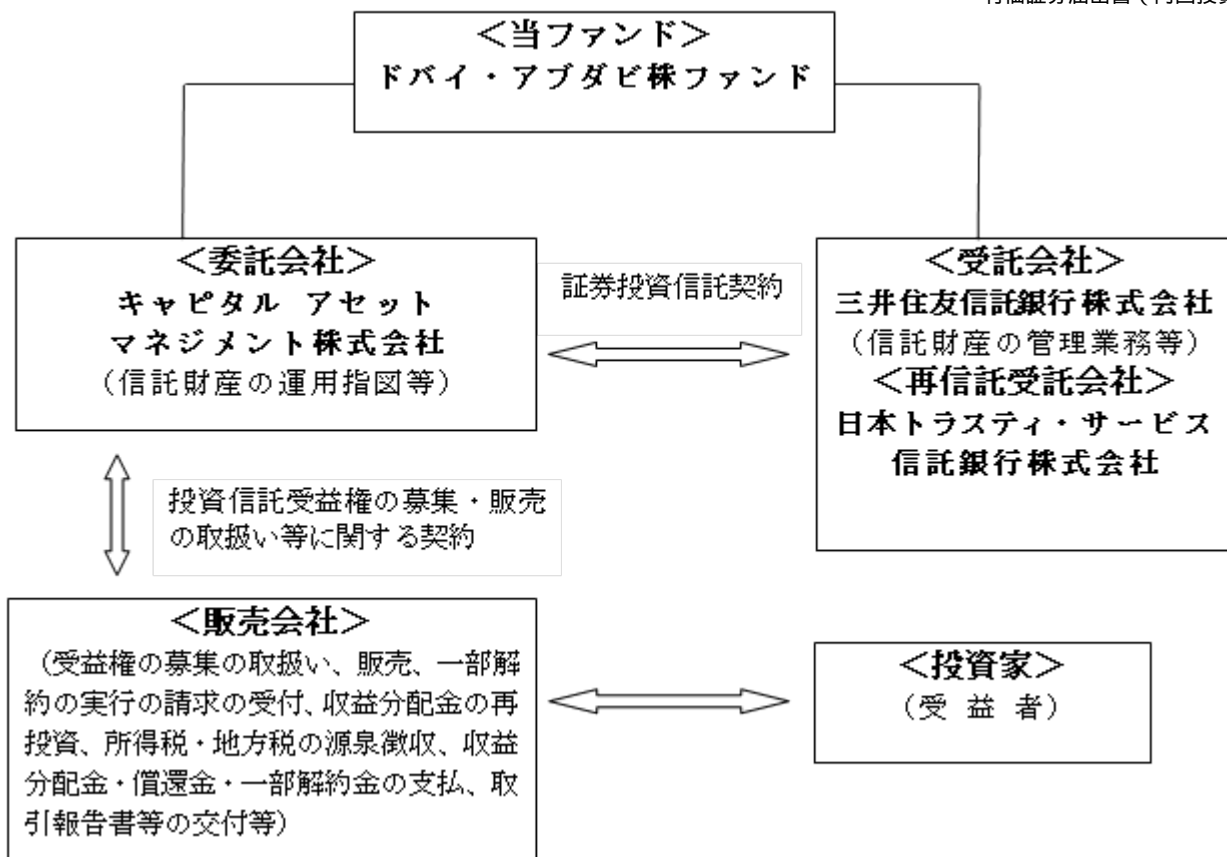 ＜当ファンド＞
ドバイ・アブダビ株ファンド
＜委託会社＞
キャピタル アセット
マネジメント株式会社
（信託財産の運用指図等）
証券投資信託契約
＜受託会社＞
三井住友信託銀行株式会社
（信託財産の管理業務等）
＜再信託受託会社＞
日本トラスティ・サービス
信託銀行株式会社
投資信託受益権の募集・販売
の取扱い等に関する契約
＜販売会社＞
（受益権の募集の取扱い、販売、一部解
約の実行の請求の受付、収益分配金の再
投資、所得税・地方税の源泉徴収、収益
分配金・償還金・一部解約金の支払、取
引報告書等の交付等）
＜投資家＞
（受 益 者）